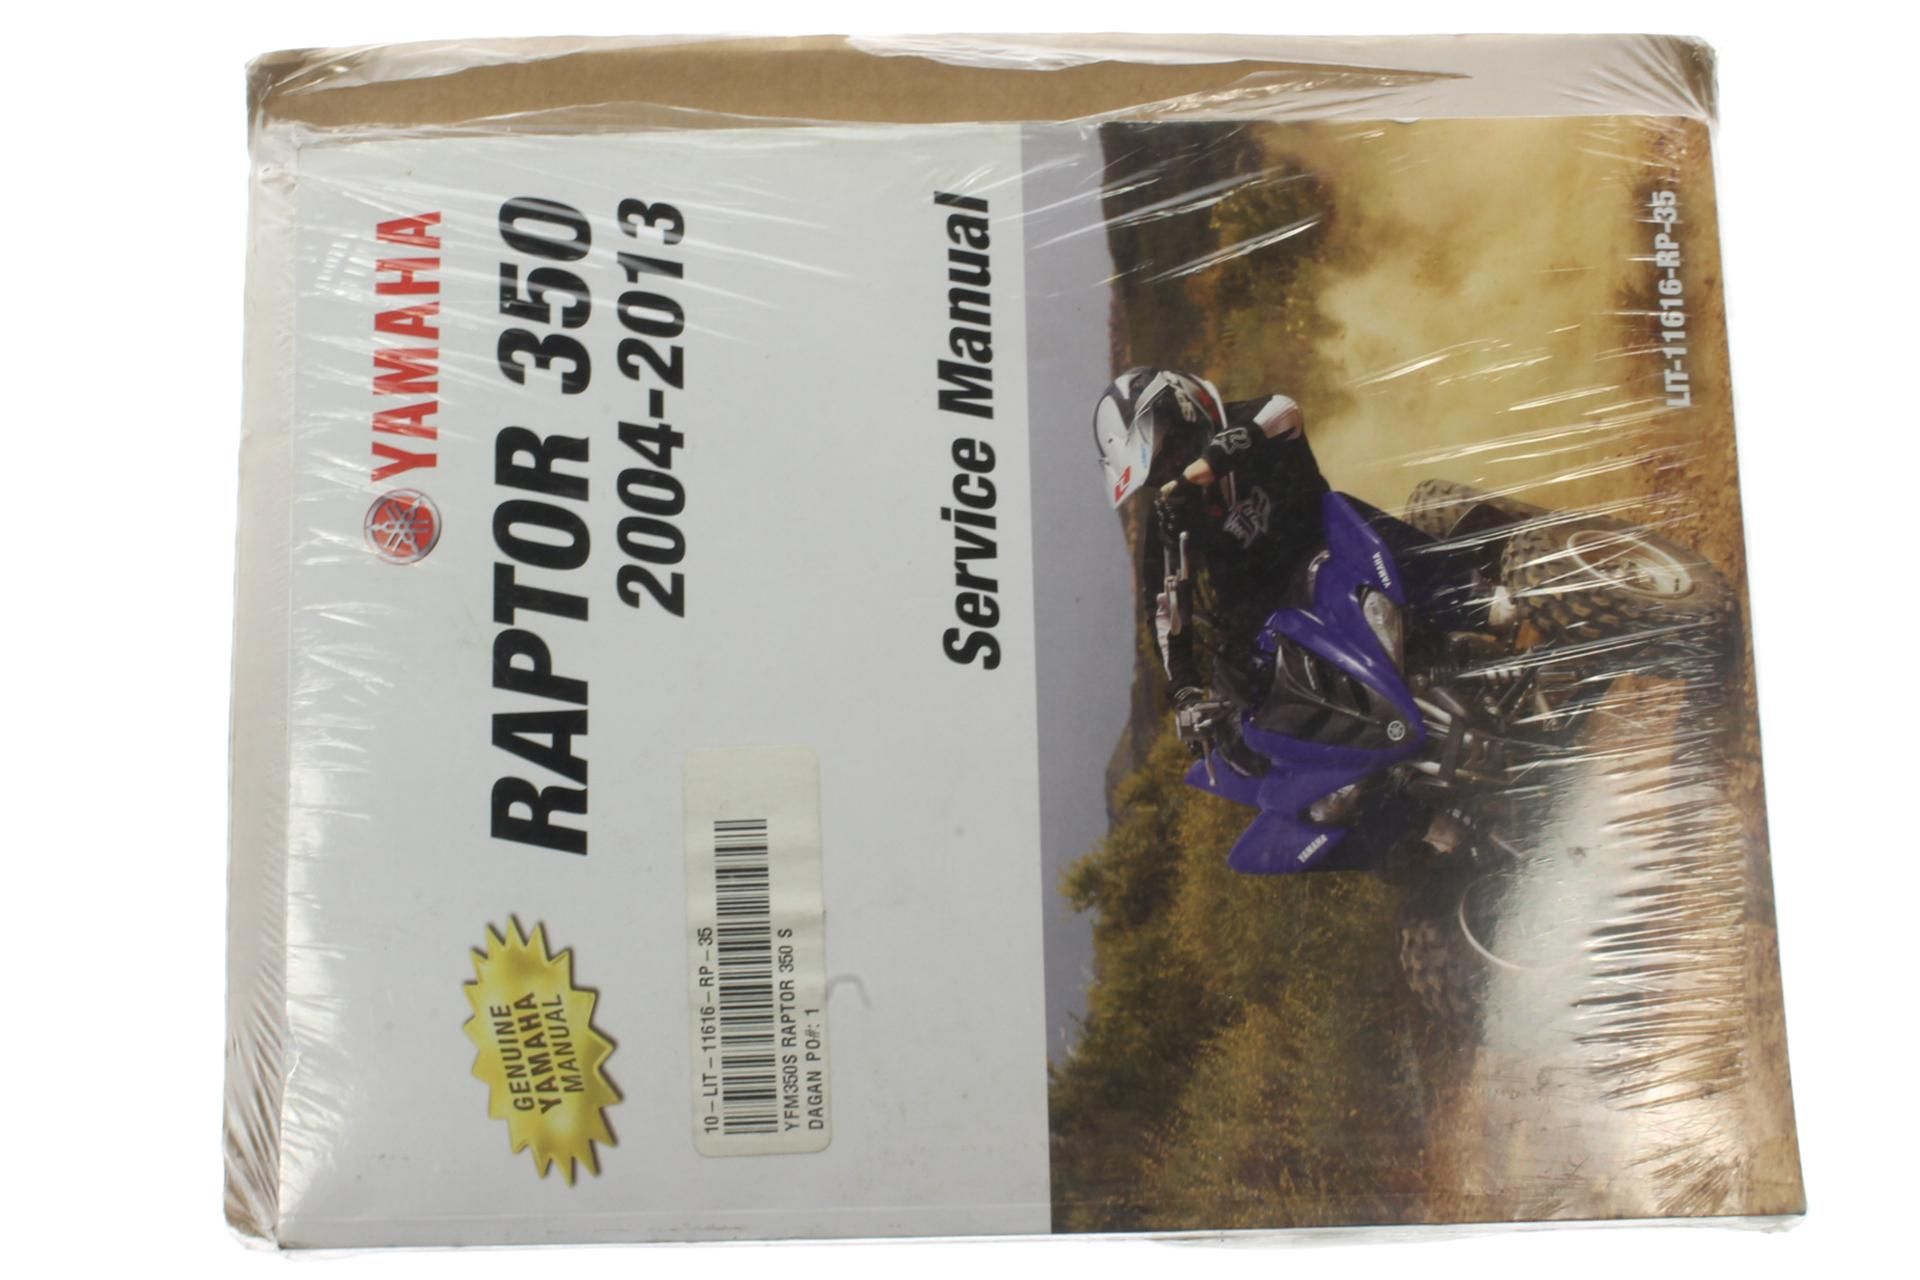 YAMAHA
RAPTOR 350
2004-2013
GENUINE
YAMAHA
MANUAL
10-LIT-11616-RP-35
YFM350S RAPTOR 350 S
DAGAN PO#: 1
Service Manual
YAMAHA
YAMAHA
LIT-11616-RP-35